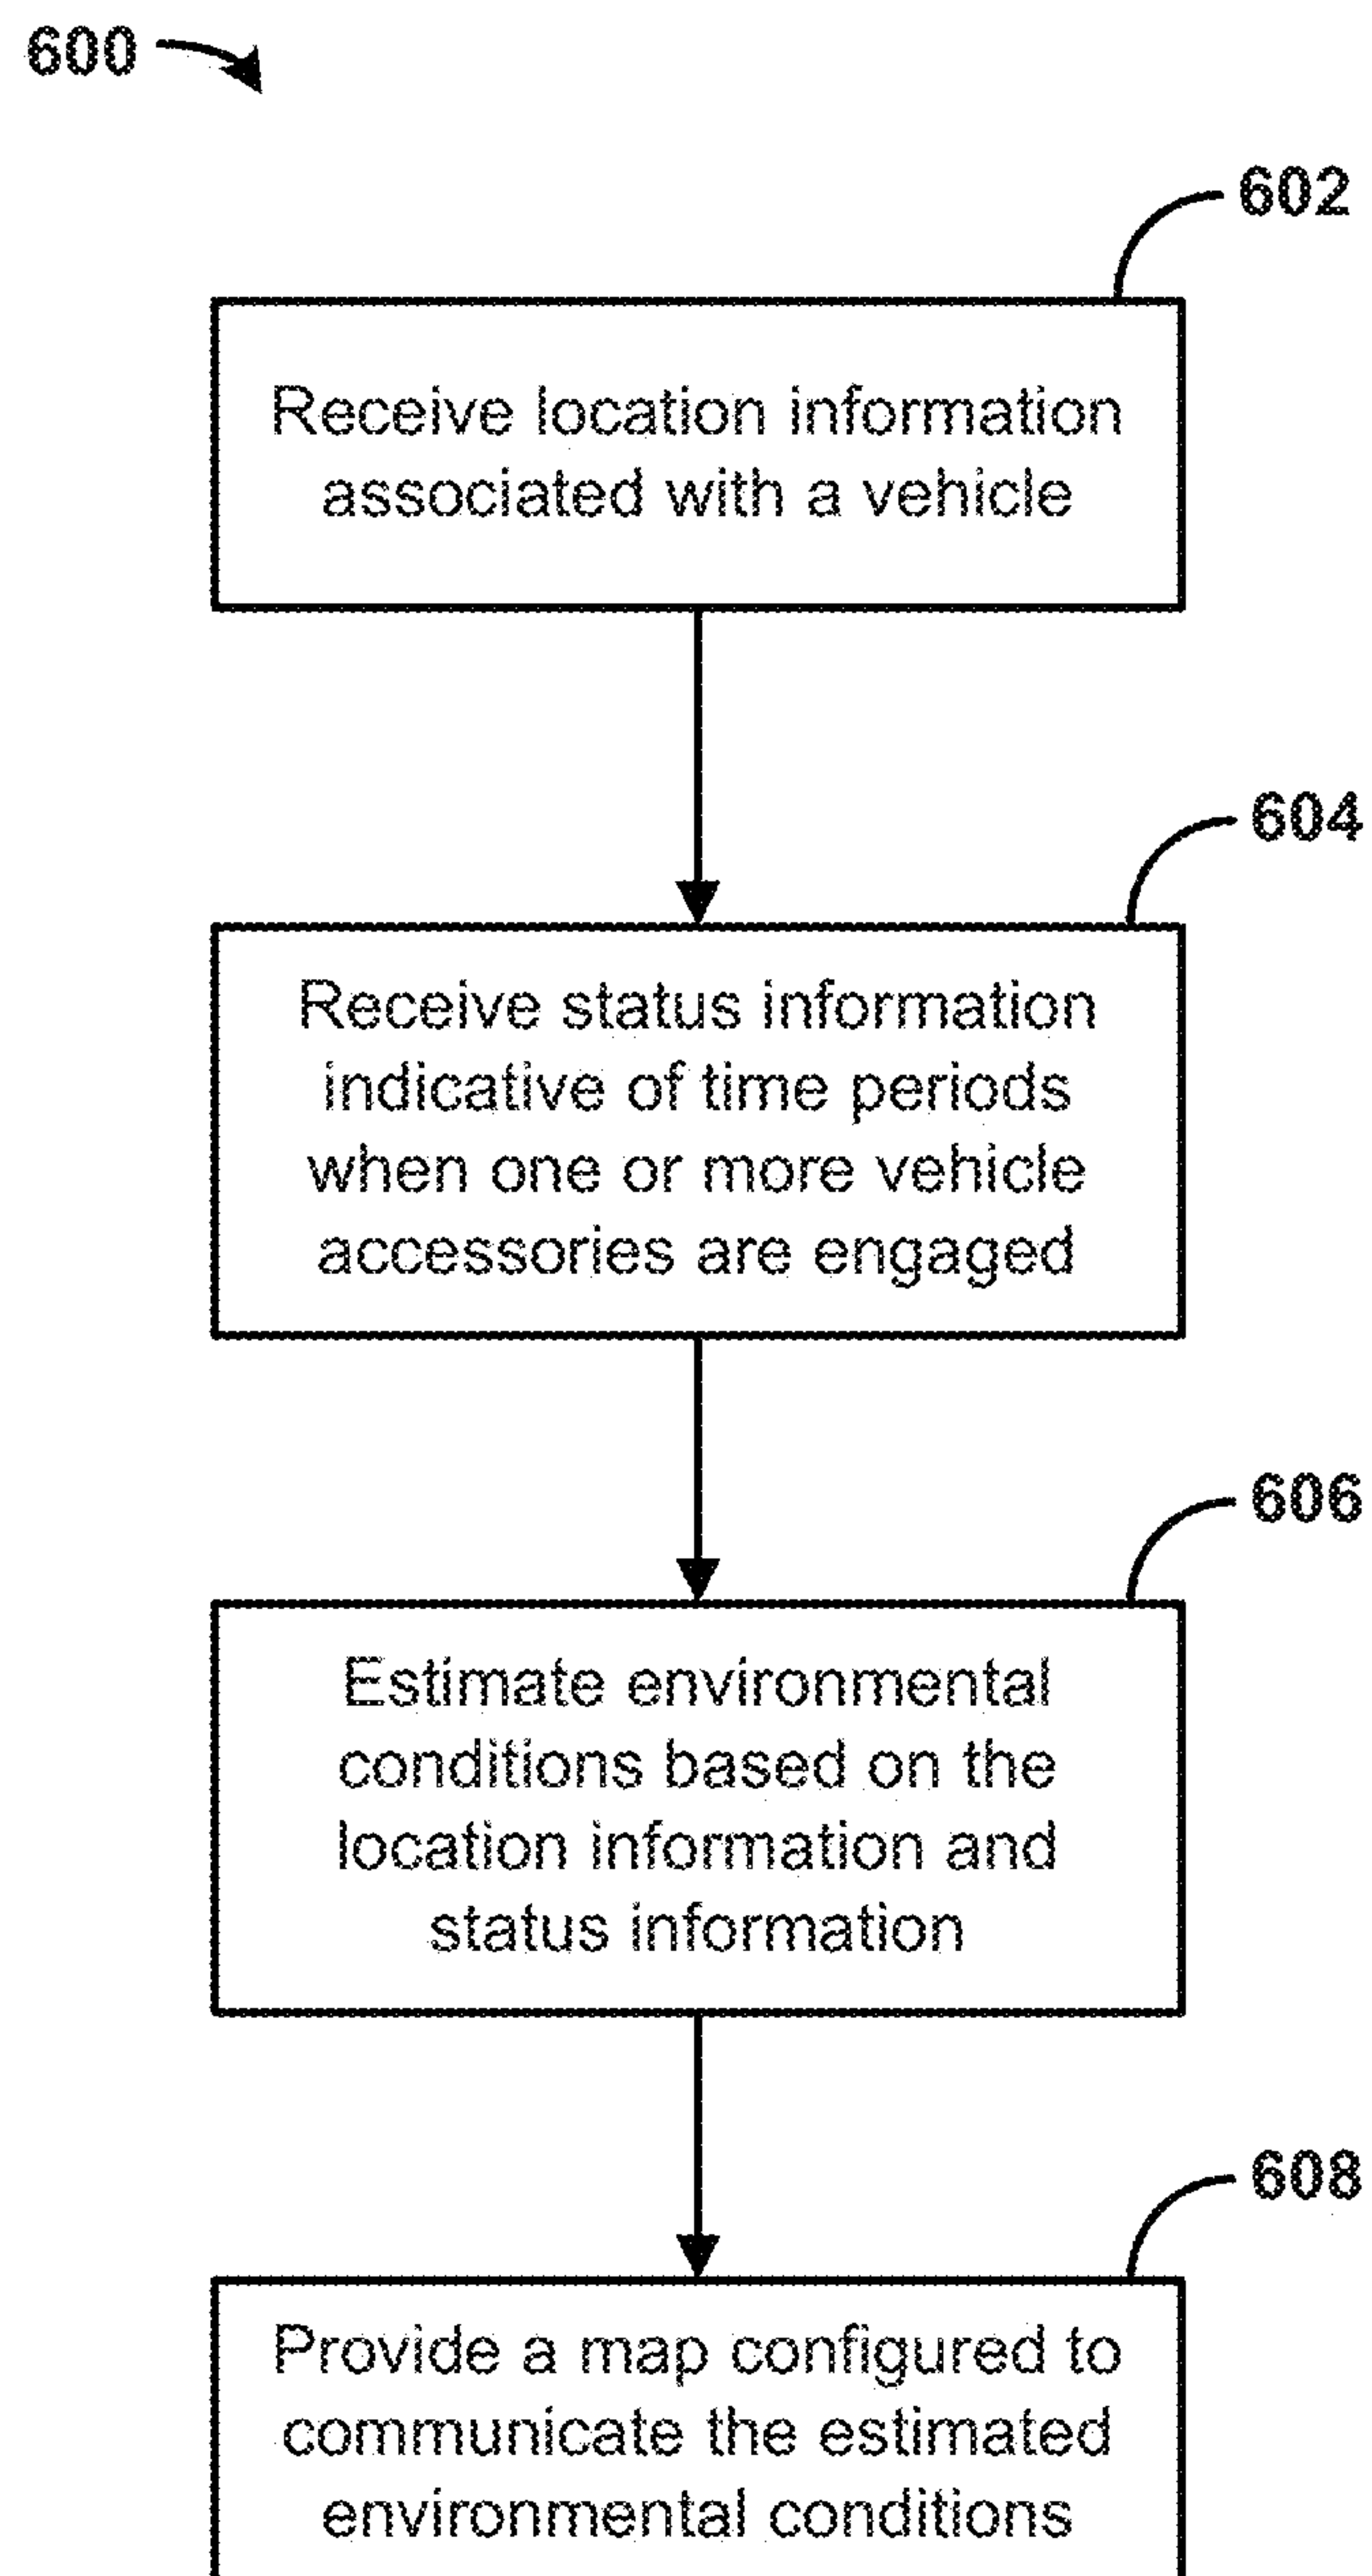 600
602
Receive location information
associated with a vehicle
604
Receive status information
indicative of time periods
when one or more vehicle
accessories are engaged
606
Estimate environmental
conditions based on the
location information and
status information
608
Provide a map configured to
communicate the estimated
environmental conditions